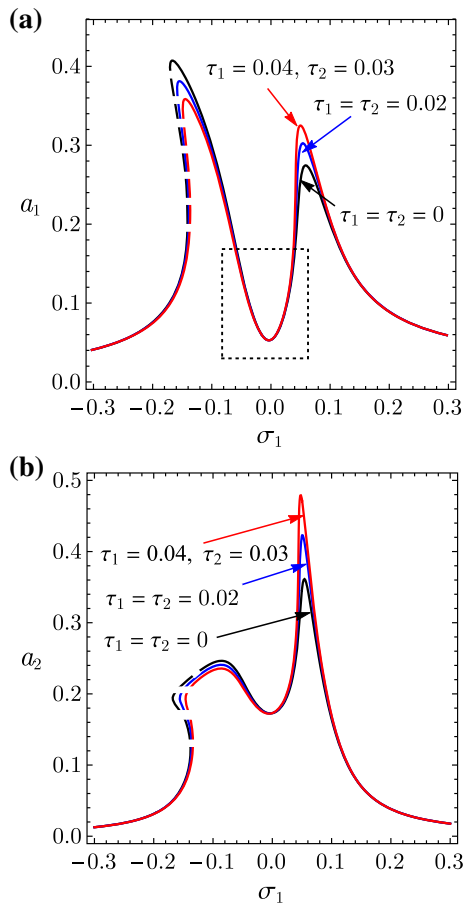 (a)
0.4
τ₁ = 0.04, τ₂ = 0.03
τ₁ = τ₂ = 0.02
0.3
a₁
0.2
τ₁ = τ₂ = 0
0.1
0.0
−0.3 −0.2 −0.1 0.0 0.1 0.2 0.3
σ₁
(b)
0.5
0.4
τ₁ = 0.04, τ₂ = 0.03
τ₁ = τ₂ = 0.02
0.3
τ₁ = τ₂ = 0
a₂
0.2
0.1
0.0
−0.3 −0.2 −0.1 0.0 0.1 0.2 0.3
σ₁